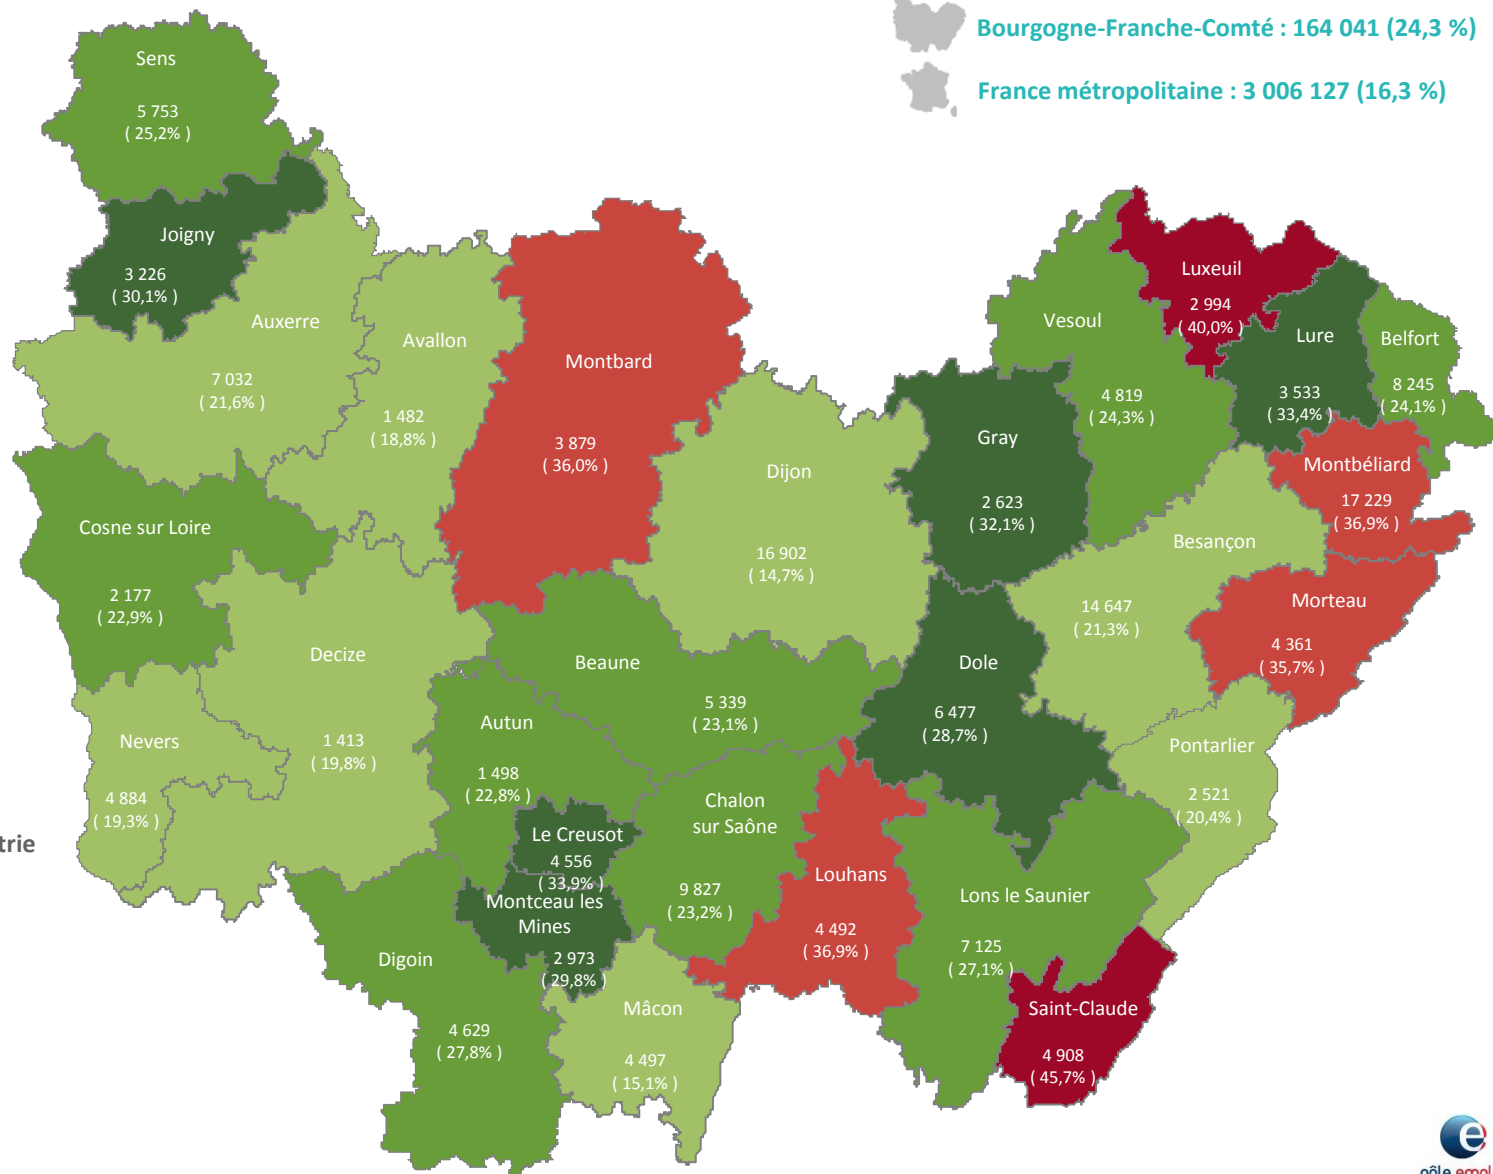 Bourgogne-Franche-Comté : 164 041 (24,3 %)
France métropolitaine : 3 006 127 (16,3 %)
Sens
5 753
( 25,2% )
Joigny
3 226
( 30,1% )
Auxerre
7 032
( 21,6% )
Avallon
1 482
( 18,8% )
Montbard
3 879
( 36,0% )
Dijon
16 902
( 14,7% )
Gray
2 623
( 32,1% )
Vesoul
4 819
( 24,3% )
Luxeuil
2 994
( 40,0% )
Lure
3 533
( 33,4% )
Belfort
8 245
( 24,1% )
Montbéliard
17 229
( 36,9% )
Besançon
14 647
( 21,3% )
Morteau
4 361
( 35,7% )
Cosne sur Loire
2 177
( 22,9% )
Decize
1 413
( 19,8% )
Nevers
4 884
( 19,3% )
Beaune
5 339
( 23,1% )
Autun
1 498
( 22,8% )
Dole
6 477
( 28,7% )
Pontarlier
2 521
( 20,4% )
trie
Le Creusot
4 556
( 33,9% )
Montceau les
Mines
2 973
( 29,8% )
Chalon
sur Saône
9 827
( 23,2% )
Louhans
4 492
( 36,9% )
Lons le Saunier
7 125
( 27,1% )
Digoin
4 629
( 27,8% )
Mâcon
4 497
( 15,1% )
Saint-Claude
4 908
( 45,7% )
e
pôle empl